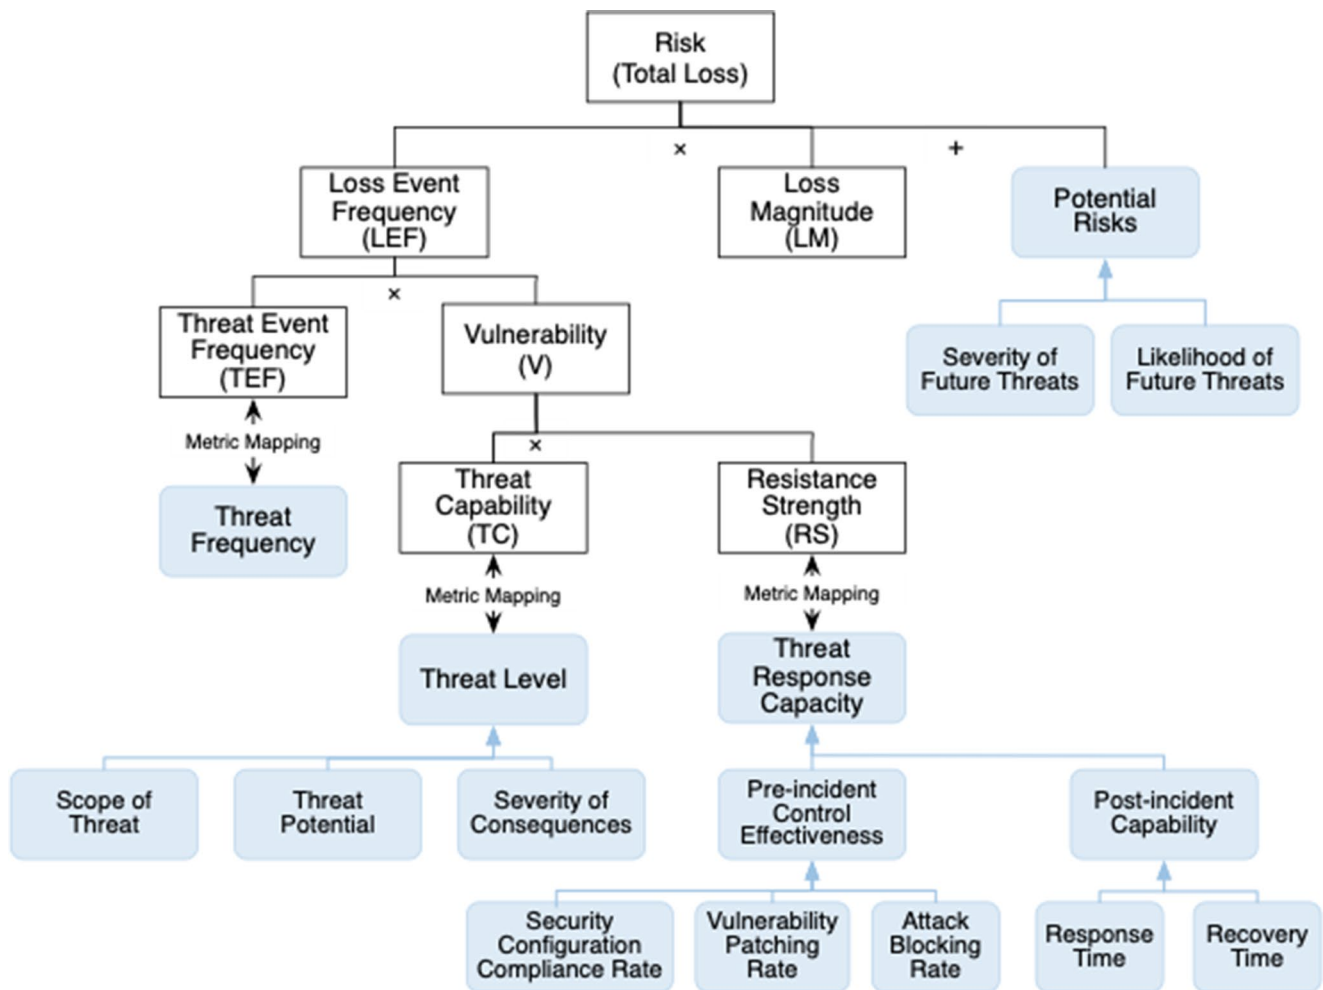 Risk
(Total Loss)
×
+
Loss Event
Frequency
(LEF)
Loss
Magnitude
(LM)
Potential
Risks
×
Threat Event
Frequency
(TEF)
Vulnerability
(V)
Severity of
Future Threats
Likelihood of
Future Threats
Metric Mapping
×
Threat
Frequency
Threat
Capability
(TC)
Resistance
Strength
(RS)
Metric Mapping
Metric Mapping
Threat Level
Threat
Response
Capacity
Scope of
Threat
Threat
Potential
Severity of
Consequences
Pre-incident
Control
Effectiveness
Post-incident
Capability
Security
Configuration
Compliance Rate
Vulnerability
Patching
Rate
Attack
Blocking
Rate
Response
Time
Recovery
Time